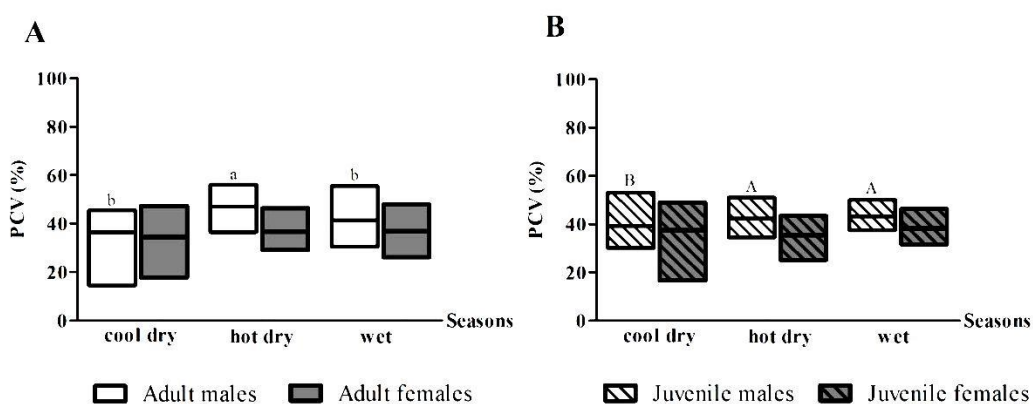 A
PCV (%)
100
80
60
40
20
0
b
a
b
cool dry
hot dry
wet
Seasons
Adult males
Adult females
B
PCV (%)
100
80
60
40
20
0
B
A
A
cool dry
hot dry
wet
Seasons
Juvenile males
Juvenile females